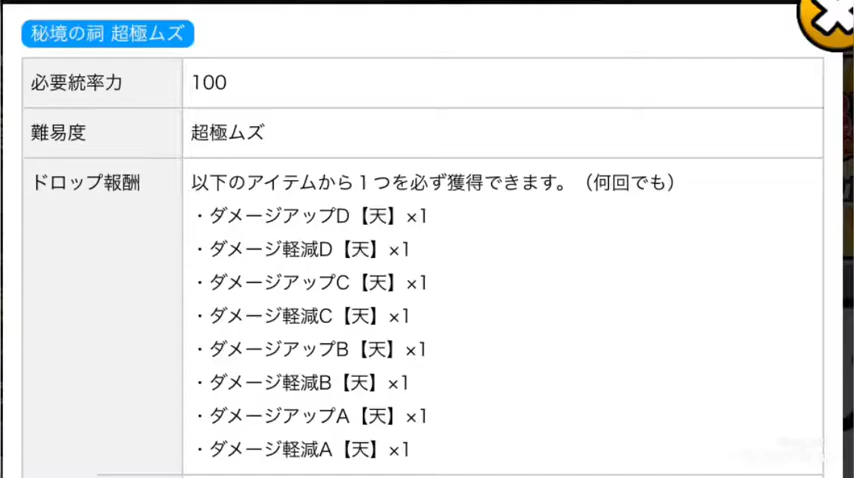 秘境の祠 超極ムズ
必要統率力 100
難易度 超極ムズ
ドロップ報酬 以下のアイテムから１つを必ず獲得できます。（何回でも）
・ダメージアップD【天】×1
・ダメージ軽減D【天】×1
・ダメージアップC【天】×1
・ダメージ軽減C【天】×1
・ダメージアップB【天】×1
・ダメージ軽減B【天】×1
・ダメージアップA【天】×1
・ダメージ軽減A【天】×1